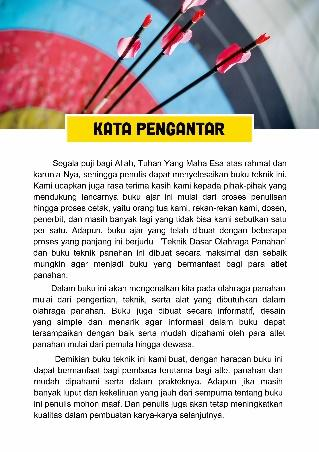 KATA PENGANTAR
Segala puji bagi Allah, Tuhan Yang Maha Esa atas rahmat dan
karunia-Nya, sehingga penulis dapat menyelesaikan buku teknik ini.
Kami ucapkan juga rasa terima kasih kami kepada pihak-pihak yang
mendukung lancarnya buku ajar ini mulai dari proses penulisan
hingga proses cetak, yaitu orang tua kami, rekan-rekan kami, dosen,
penerbit, dan masih banyak lagi yang tidak bisa kami sebutkan satu
per satu. Adapun, buku ajar yang telah dibuat dengan beberapa
proses yang panjang ini berjudul "Teknik Dasar Olahraga Panahan"
dan buku teknik panahan ini dibuat secara maksimal dan sebaik
mungkin agar menjadi buku yang bermanfaat bagi para atlet
panahan.
Dalam buku ini akan mengenalkan kita pada olahraga panahan
mulai dari pengertian, teknik, serta alat yang dibutuhkan dalam
olahraga panahan. Buku juga dibuat secara informatif, desain
yang simple dan menarik agar informasi dalam buku dapat
tersampaikan dengan baik serta mudah dipahami oleh para atlet
panahan mulai dari pemula hingga dewasa.
Demikian buku teknik ini kami buat, dengan harapan buku ini
dapat bermanfaat bagi pembaca terutama bagi atlet panahan dan
mudah dipahami serta dalam prakteknya. Adapun jika masih
banyak luput dan kekeliruan yang jauh dari sempurna tentang buku
ini penulis mohon maaf. Dan penulis juga akan tetap meningkatkan
kualitas dalam pembuatan karya-karya selanjutnya.